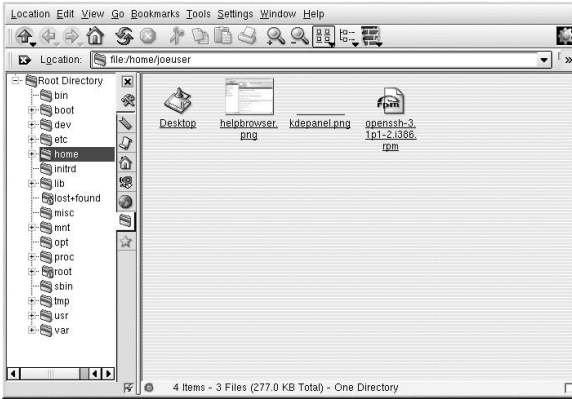 Location Edit View Go Bookmarks Tools Settings Window Help
Location: file:/home/joeuser
Root Directory
bin
boot
dev
etc
home
initrd
lib
lost+found
misc
mnt
opt
proc
root
sbin
tmp
usr
var
Desktop
helpbrowser.
png
kdepanel.png
rpm
openssh-3.
1p1-2.i386.
rpm
4 Items - 3 Files (277.0 KB Total) - One Directory